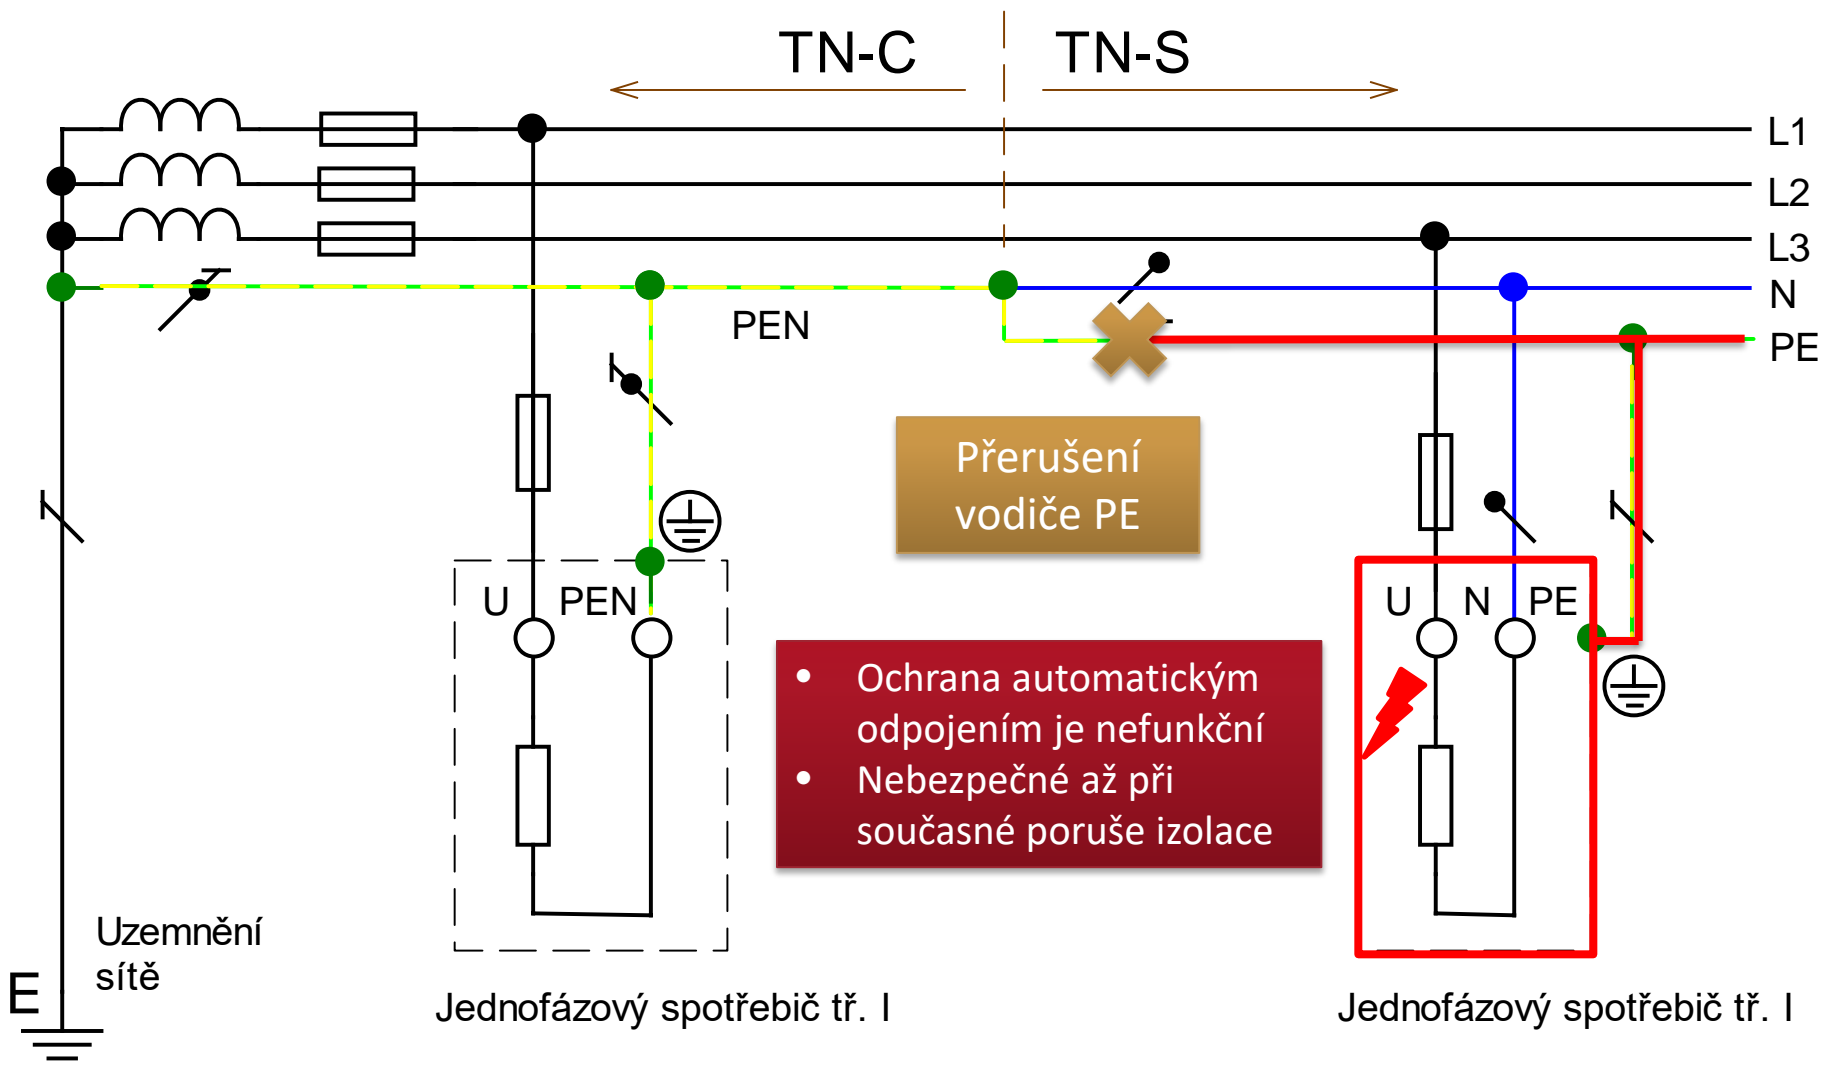 TN-C
TN-S
L1
L2
L3
N
PE
PEN
Přerušení
vodiče PE
U
PEN
U
N
PE
• Ochrana automatickým
odpojením je nefunkční
• Nebezpečné až při
současné poruše izolace
Uzemnění
sítě
E
Jednofázový spotřebič tř. I
Jednofázový spotřebič tř. I